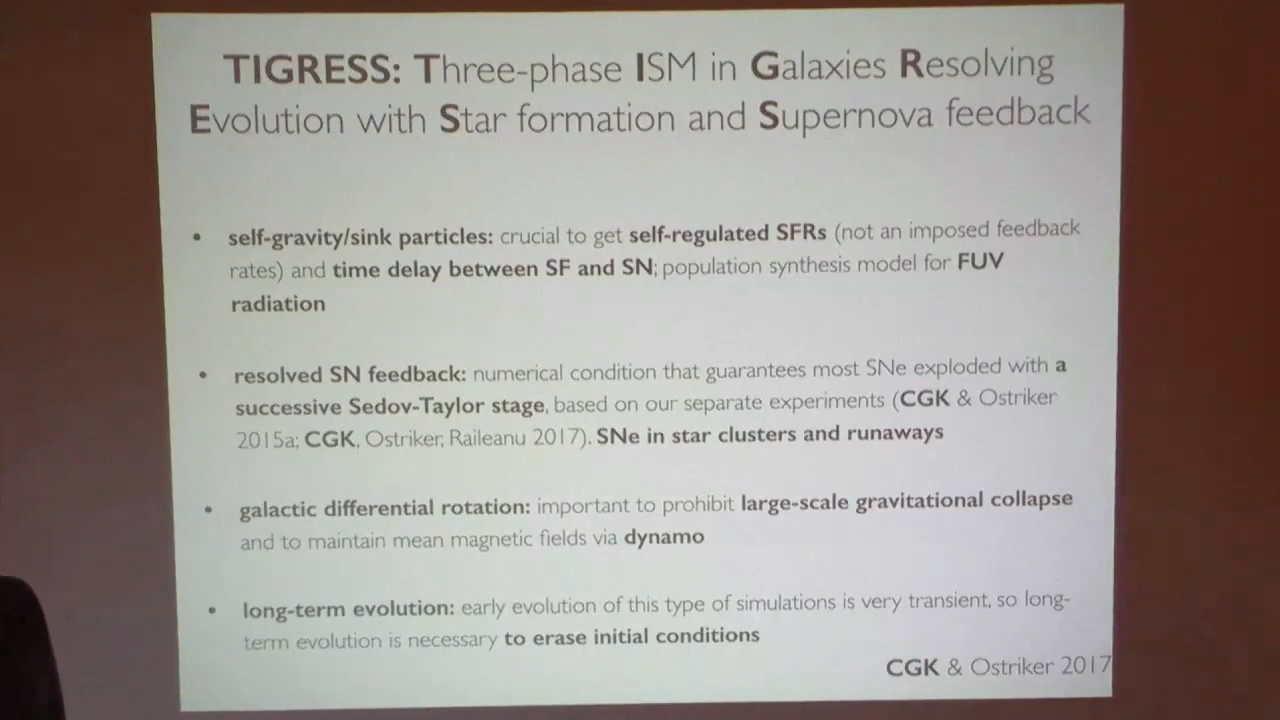 TIGRESS: Three-phase ISM in Galaxies Resolving
Evolution with Star formation and Supernova feedback
• self-gravity/sink particles: crucial to get self-regulated SFRs (not an imposed feedback
rates) and time delay between SF and SN; population synthesis model for FUV
radiation
• resolved SN feedback: numerical condition that guarantees most SNe exploded with a
successive Sedov-Taylor stage, based on our separate experiments (CGK & Ostriker
2015a; CGK, Ostriker, Raileanu 2017). SNe in star clusters and runaways
• galactic differential rotation: important to prohibit large-scale gravitational collapse
and to maintain mean magnetic fields via dynamo
• long-term evolution: early evolution of this type of simulations is very transient, so long-
term evolution is necessary to erase initial conditions
CGK & Ostriker 2017